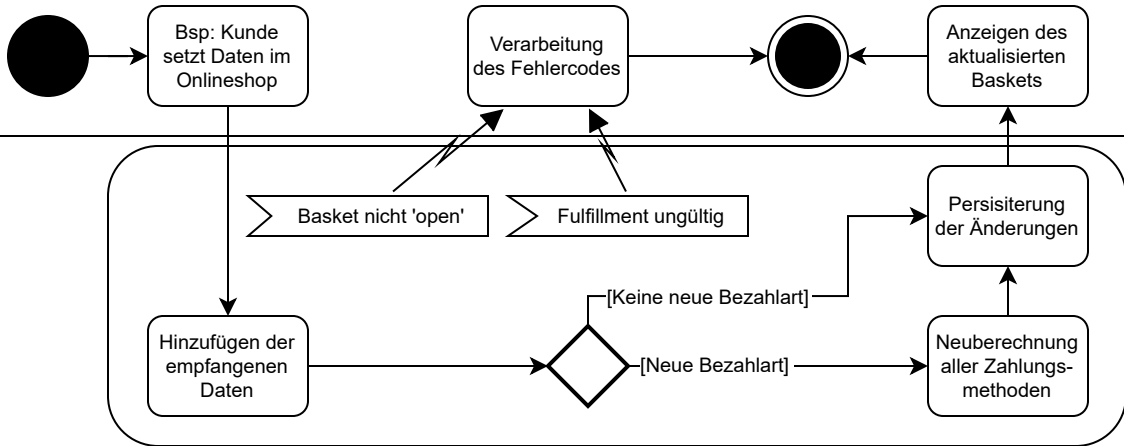 Bsp: Kunde
setzt Daten im
Onlineshop
Verarbeitung
des Fehlercodes
Anzeigen des
aktualisierten
Baskets
Basket nicht 'open'
Fulfillment ungültig
Persisiterung
der Änderungen
[Keine neue Bezahlart]
Hinzufügen der
empfangenen
Daten
[Neue Bezahlart]
Neuberechnung
aller Zahlungs-
methoden